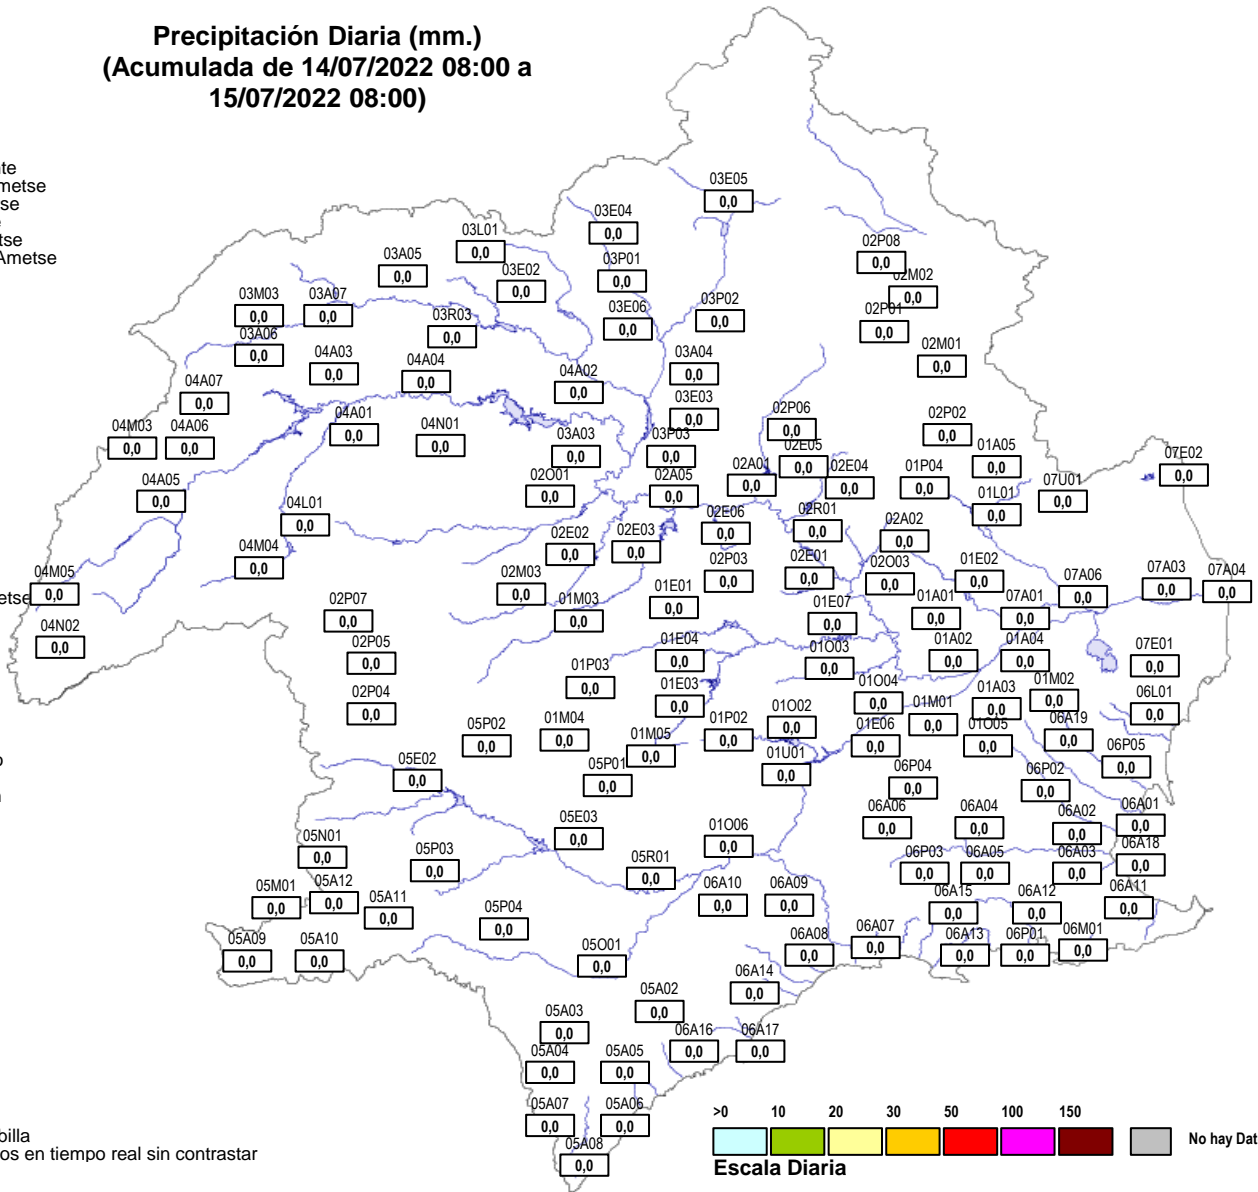 Precipitación Diaria (mm.)
(Acumulada de 14/07/2022 08:00 a
15/07/2022 08:00)
metse
tse
Ametse
03E05
0,0
03E04
0,0
03L01
0,0
03A05
0,0
03P01
0,0
03E02
0,0
02P08
0,0
02M02
0,0
03M03
0,0
03A07
0,0
03R03
0,0
03E06
0,0
03P02
0,0
02P01
0,0
03A06
0,0
04A03
0,0
04A04
0,0
04A02
0,0
03A04
0,0
02M01
0,0
04A07
0,0
03E03
0,0
04M03
0,0
04A06
0,0
04A01
0,0
04N01
0,0
03A03
0,0
03P03
0,0
02P06
0,0
02P02
0,0
02E05
0,0
01A05
0,0
07E02
0,0
04A05
0,0
02O01
0,0
02A05
0,0
02A01
0,0
02E04
0,0
01P04
0,0
07U01
0,0
01L01
0,0
04L01
0,0
02E06
0,0
02R01
0,0
02A02
0,0
02E02
0,0
02E03
0,0
04M04
0,0
02P03
0,0
02E01
0,0
02O03
0,0
01E02
0,0
04M05
0,0
02M03
0,0
07A06
0,0
07A03
0,0
07A04
0,0
etse
02P07
0,0
01M03
0,0
01E01
0,0
01E07
0,0
01A01
0,0
07A01
0,0
04N02
0,0
02P05
0,0
01E04
0,0
01O03
0,0
01A02
0,0
01A04
0,0
07E01
0,0
01P03
0,0
02P04
0,0
01E03
0,0
01O04
0,0
01A03
0,0
01M02
0,0
06L01
0,0
05P02
0,0
01M04
0,0
01M05
0,0
01P02
0,0
01O02
0,0
01E06
0,0
01M01
0,0
01O05
0,0
06A19
0,0
06P05
0,0
05E02
0,0
05P01
0,0
01U01
0,0
06P04
0,0
06P02
0,0
05E03
0,0
01O06
0,0
06A06
0,0
06A04
0,0
06A02
0,0
06A01
0,0
05N01
0,0
05P03
0,0
05R01
0,0
06P03
0,0
06A05
0,0
06A03
0,0
06A18
0,0
05M01
0,0
05A12
0,0
05A11
0,0
06A10
0,0
06A09
0,0
06A15
0,0
06A12
0,0
06A11
0,0
05P04
0,0
05A09
0,0
05A10
0,0
05O01
0,0
06A08
0,0
06A07
0,0
06A13
0,0
06P01
0,0
06M01
0,0
06A14
0,0
05A02
0,0
05A03
0,0
06A16
0,0
06A17
0,0
05A04
0,0
05A05
0,0
05A07
0,0
05A06
0,0
05A08
0,0
billa
os en tiempo real sin contrastar
>0 10 20 30 50 100 150
No hay Dat
Escala Diaria